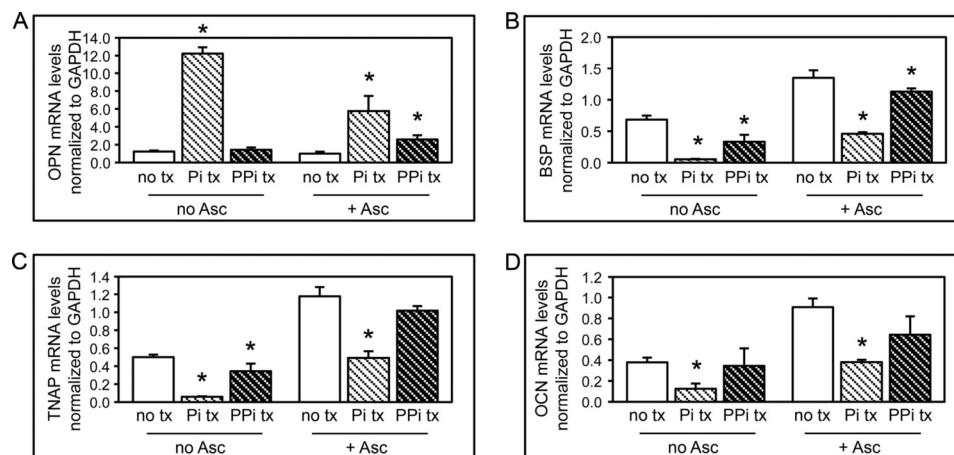 A
OPN mRNA levels
normalized to GAPDH
14.0
12.0
10.0
8.0
6.0
4.0
2.0
0.0
*
*
*
no tx Pi tx PPi tx no tx Pi tx PPi tx
no Asc + Asc
B
BSP mRNA levels
normalized to GAPDH
2.0
1.5
1.0
0.5
0.0
*
*
*
*
no tx Pi tx PPi tx no tx Pi tx PPi tx
no Asc + Asc
C
TNAP mRNA levels
normalized to GAPDH
1.4
1.2
1.0
0.8
0.6
0.4
0.2
0.0
*
*
*
no tx Pi tx PPi tx no tx Pi tx PPi tx
no Asc + Asc
D
OCN mRNA levels
normalized to GAPDH
1.2
1.0
0.8
0.6
0.4
0.2
0.0
*
*
no tx Pi tx PPi tx no tx Pi tx PPi tx
no Asc + Asc